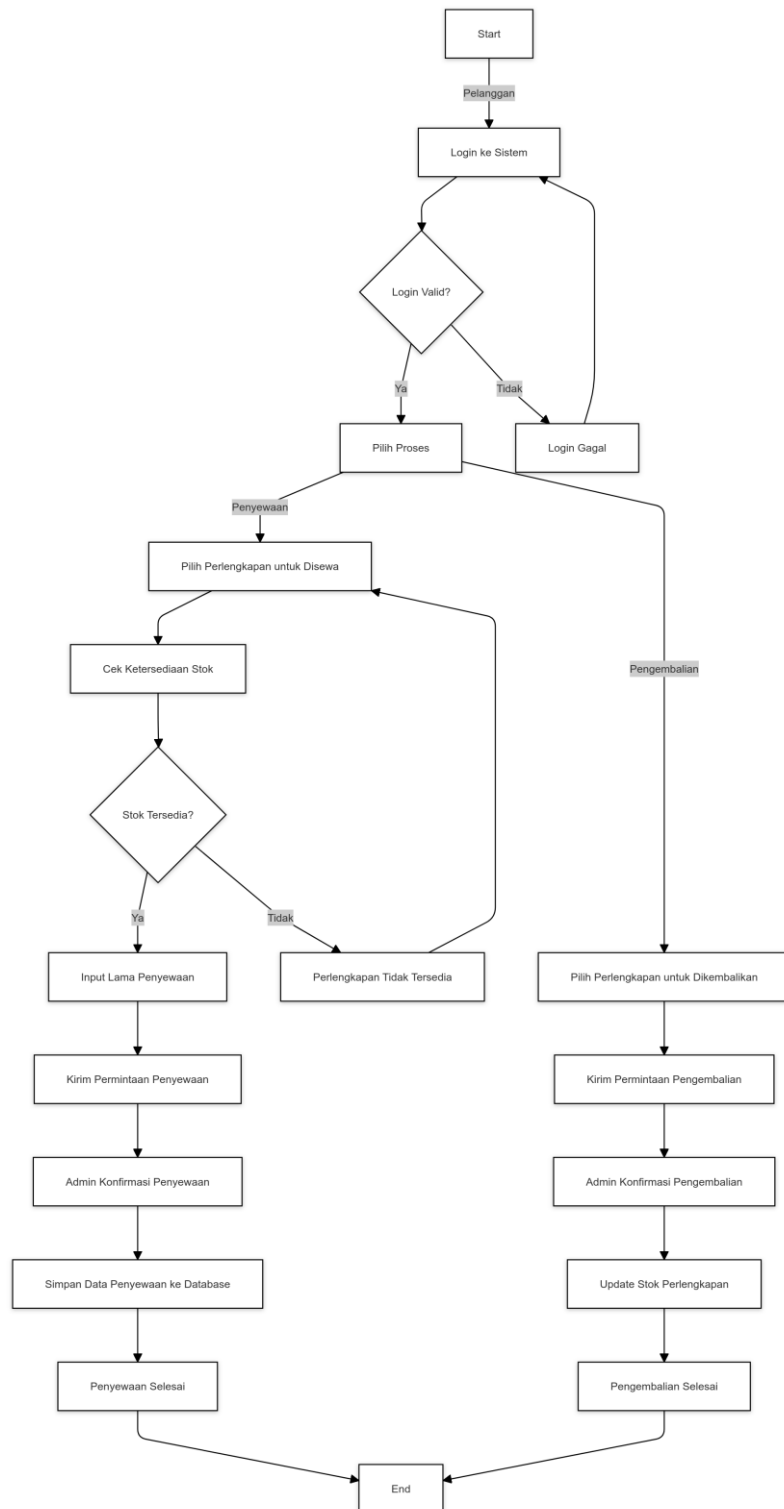 Start
Pelanggan
Login ke Sistem
Login Valid?
Ya
Tidak
Pilih Proses
Login Gagal
Penyewaan
Pilih Perlengkapan untuk Disewa
Cek Ketersediaan Stok
Pengembalian
Stok Tersedia?
Ya
Tidak
Input Lama Penyewaan
Perlengkapan Tidak Tersedia
Pilih Perlengkapan untuk Dikembalikan
Kirim Permintaan Penyewaan
Kirim Permintaan Pengembalian
Admin Konfirmasi Penyewaan
Admin Konfirmasi Pengembalian
Simpan Data Penyewaan ke Database
Update Stok Perlengkapan
Penyewaan Selesai
Pengembalian Selesai
End